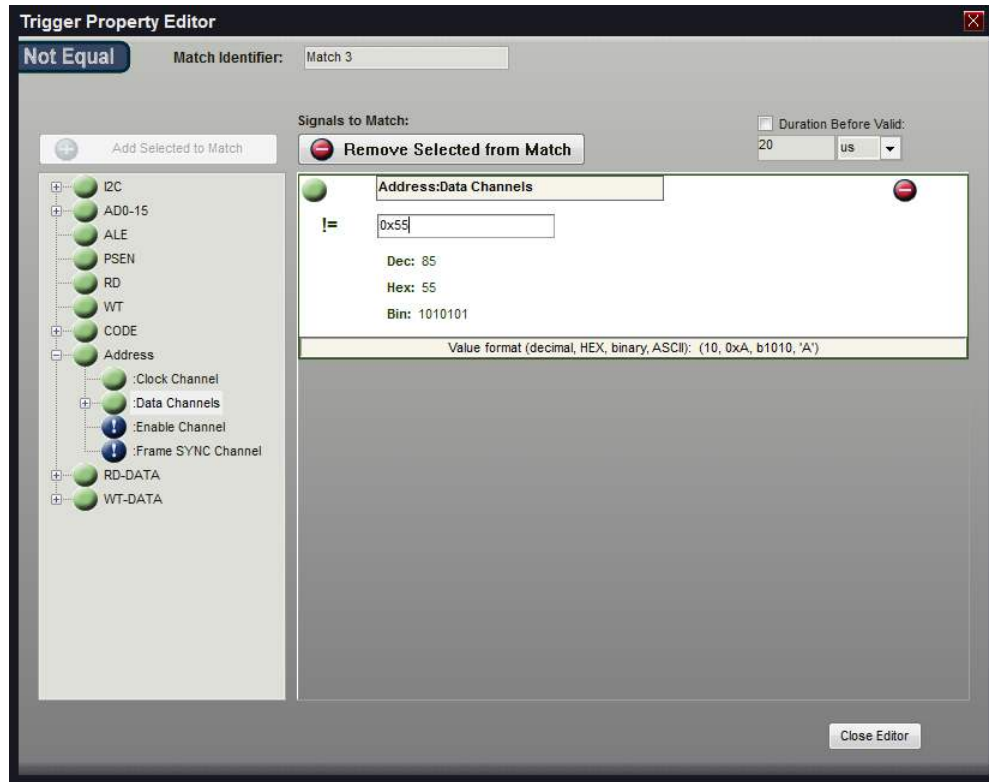 Trigger Property Editor
Not Equal
Match Identifier:
Match 3
Signals to Match:
Duration Before Valid:
Add Selected to Match
Remove Selected from Match
20
us
I2C
AD0-15
ALE
PSEN
RD
WT
CODE
Address
:Clock Channel
:Data Channels
:Enable Channel
:Frame SYNC Channel
RD-DATA
WT-DATA
Address:Data Channels
!=
0x55
Dec: 85
Hex: 55
Bin: 1010101
Value format (decimal, HEX, binary, ASCII): (10, 0xA, b1010, 'A')
Close Editor